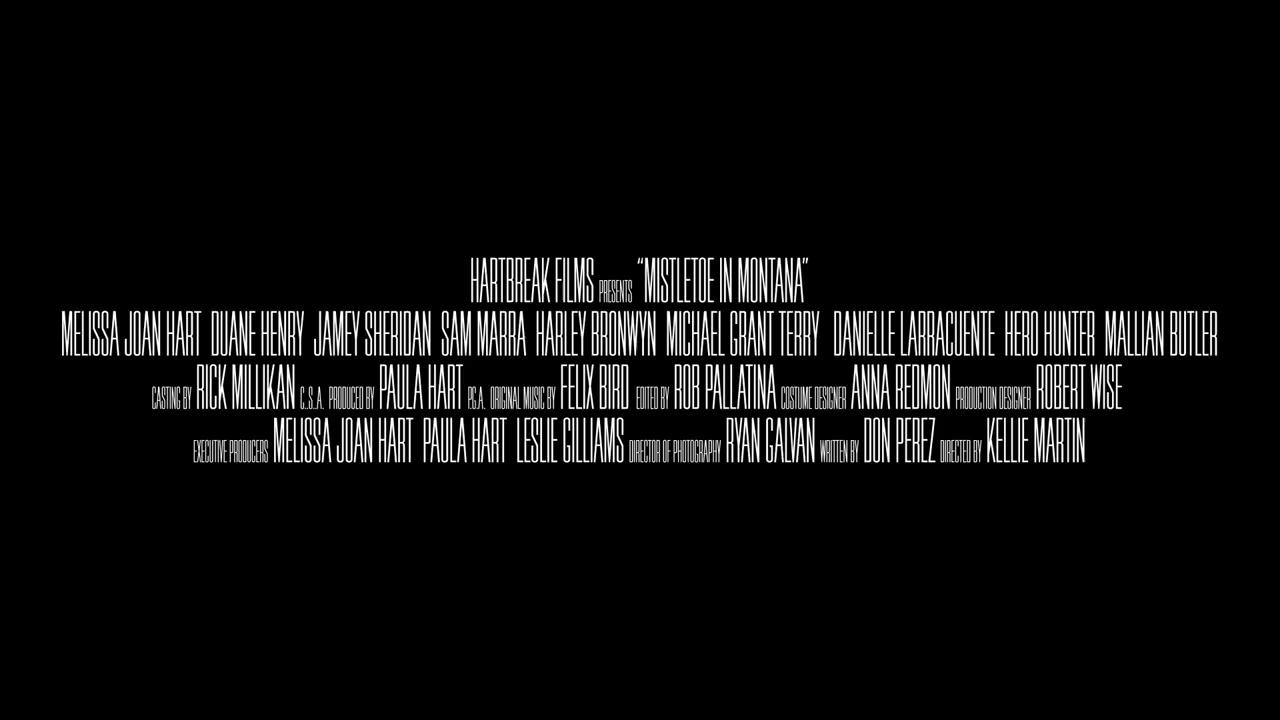 HARTBREAK FILMS PRESENTS "MISTLETOE IN MONTANA"
MELISSA JOAN HART DUANE HENRY JAMEY SHERIDAN SAM MARRA HARLEY BRONWYN MICHAEL GRANT TERRY DANIELLE LARRACUENTE HERO HUNTER MALLIAN BUTLER
CASTING BY RICK MILLIKAN C.S.A. PRODUCED BY PAULA HART P.G.A. ORIGINAL MUSIC BY FELIX BIRD EDITED BY ROB PALLATINA COSTUME DESIGNER ANNA REDMON PRODUCTION DESIGNER ROBERT WISE
EXECUTIVE PRODUCERS MELISSA JOAN HART PAULA HART LESLIE GILLIAMS DIRECTOR OF PHOTOGRAPHY RYAN GALVAN WRITTEN BY DON PEREZ DIRECTED BY KELLIE MARTIN